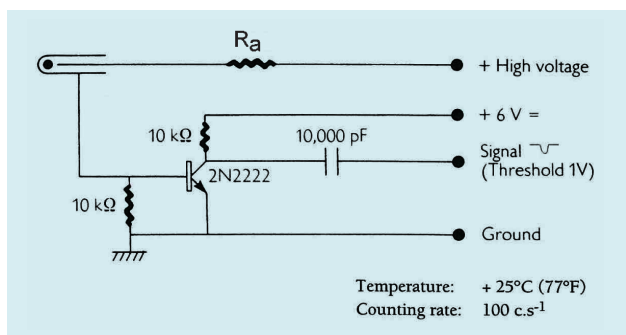 Ra
+ High voltage
+ 6 V =
10 kΩ
10,000 pF
Signal
(Threshold 1V)
2N2222
10 kΩ
Ground
Temperature: + 25°C (77°F)
Counting rate: 100 c.s-1